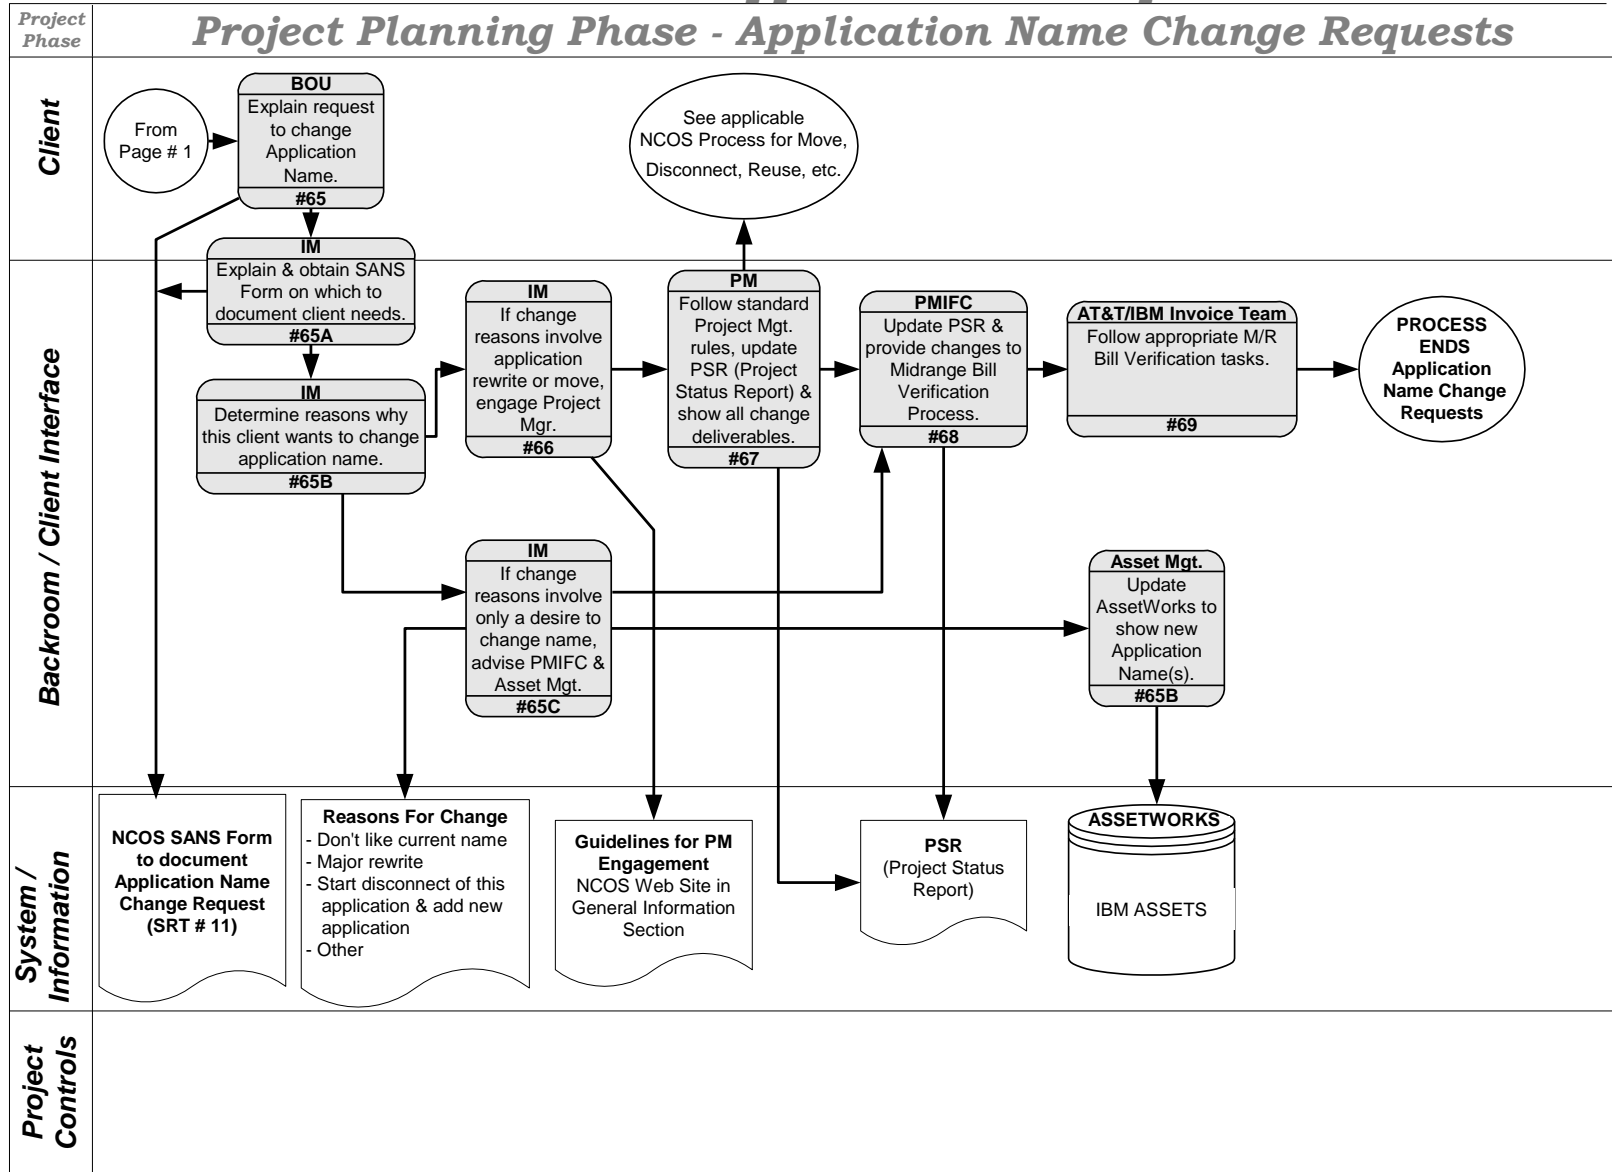 Project
Phase
Project Planning Phase - Application Name Change Requests
Client
From
Page # 1
BOU
Explain request
to change
Application
Name.
#65
See applicable
NCOS Process for Move,
Disconnect, Reuse, etc.
Backroom / Client Interface
IM
Explain & obtain SANS
Form on which to
document client needs.
#65A
IM
Determine reasons why
this client wants to change
application name.
#65B
IM
If change
reasons involve
application
rewrite or move,
engage Project
Mgr.
#66
PM
Follow standard
Project Mgt.
rules, update
PSR (Project
Status Report) &
show all change
deliverables.
#67
PMIFC
Update PSR &
provide changes to
Midrange Bill
Verification
Process.
#68
AT&T/IBM Invoice Team
Follow appropriate M/R
Bill Verification tasks.
#69
PROCESS
ENDS
Application
Name Change
Requests
IM
If change
reasons involve
only a desire to
change name,
advise PMIFC &
Asset Mgt.
#65C
Asset Mgt.
Update
AssetWorks to
show new
Application
Name(s).
#65B
System /
Information
NCOS SANS Form
to document
Application Name
Change Request
(SRT # 11)
Reasons For Change
- Don't like current name
- Major rewrite
- Start disconnect of this
application & add new
application
- Other
Guidelines for PM
Engagement
NCOS Web Site in
General Information
Section
PSR
(Project Status
Report)
ASSETWORKS
IBM ASSETS
Project
Controls